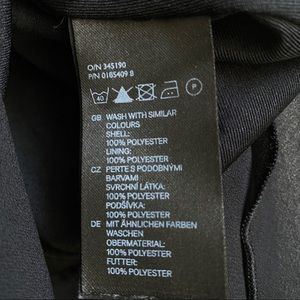 O/N 345190
P/N 0185409 B
40 P
GB WASH WITH SIMILAR
COLOURS
SHELL:
100% POLYESTER
LINING:
100% POLYESTER
CZ PERTE S PODOBNÝMI
BARVAMI
SVRCHNÍ LÁTKA:
100% POLYESTER
PODŠÍVKA:
100% POLYESTER
DE MIT ÄHNLICHEN FARBEN
WASCHEN
OBERMATERIAL:
100% POLYESTER
FUTTER:
100% POLYESTER